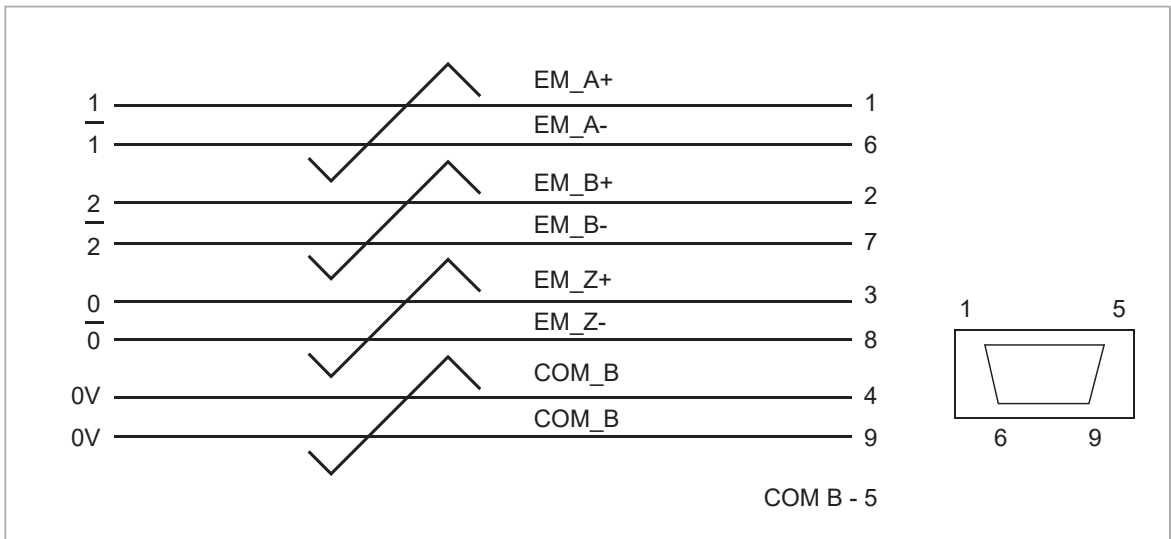 EM_A+
1 1
EM_A-
1̅ 6
EM_B+
2 2
EM_B-
2̅ 7
EM_Z+
0 3
EM_Z-
0̅ 8
COM_B
0V 4
COM_B
0V 9
COM B - 5
1 5
6 9